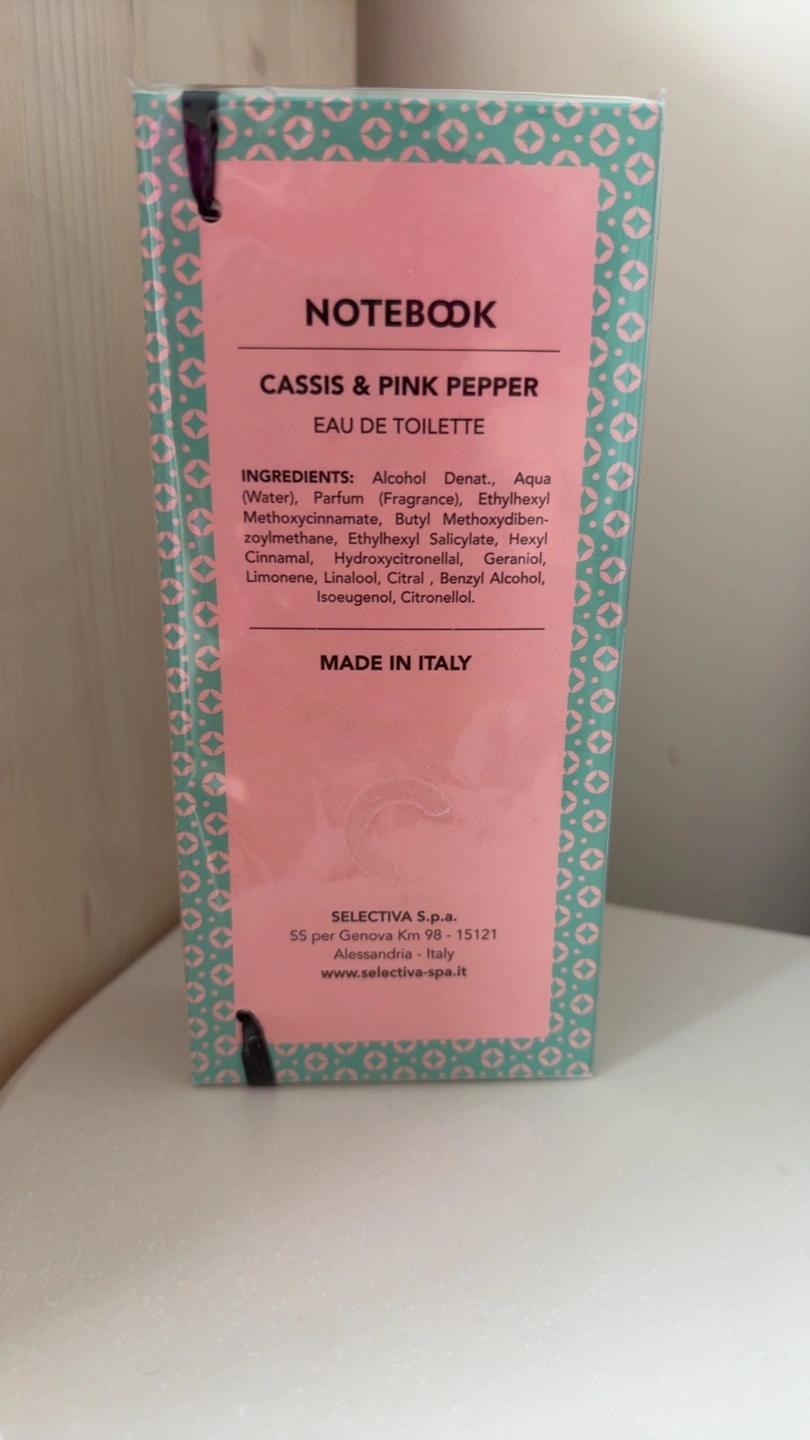 NOTEBOOK
CASSIS & PINK PEPPER
EAU DE TOILETTE
INGREDIENTS: Alcohol Denat., Aqua
(Water), Parfum (Fragrance), Ethylhexyl
Methoxycinnamate, Butyl Methoxydiben-
zoylmethane, Ethylhexyl Salicylate, Hexyl
Cinnamal, Hydroxycitronellal, Geraniol,
Limonene, Linalool, Citral , Benzyl Alcohol,
Isoeugenol, Citronellol.
MADE IN ITALY
SELECTIVA S.p.a.
SS per Genova Km 98 - 15121
Alessandria - Italy
www.selectiva-spa.it